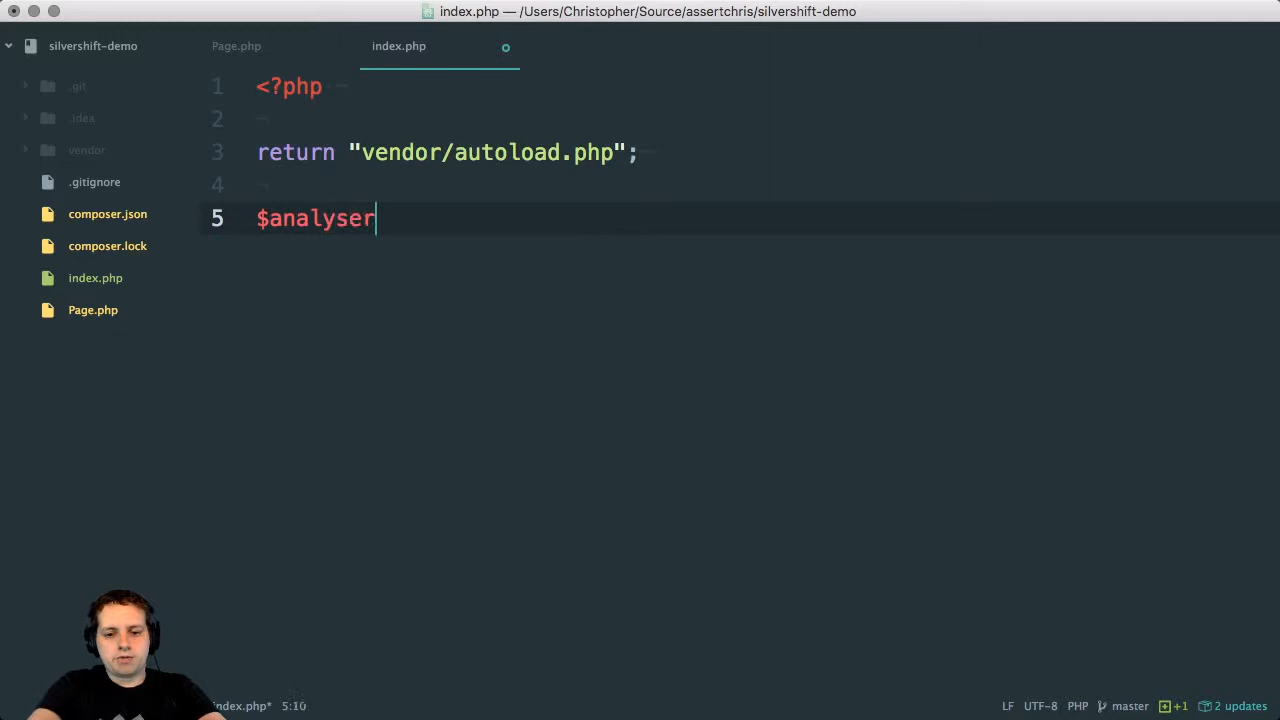 index.php — /Users/Christopher/Source/assertchris/silvershift-demo
silvershift-demo
Page.php
index.php
.git
.idea
vendor
.gitignore
composer.json
composer.lock
index.php
Page.php
1 <?php
2
3 return "vendor/autoload.php";
4
5 $analyser
index.php* 5:10
LF UTF-8 PHP master +1 2 updates